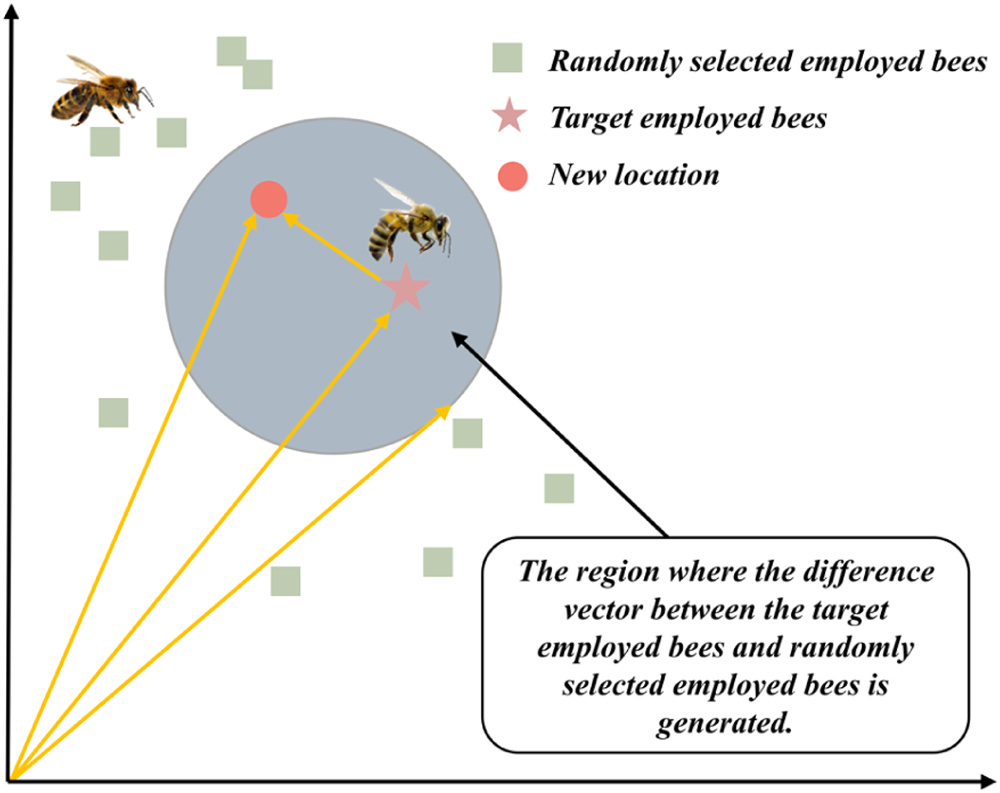 Randomly selected employed bees
Target employed bees
New location
The region where the difference
vector between the target
employed bees and randomly
selected employed bees is
generated.